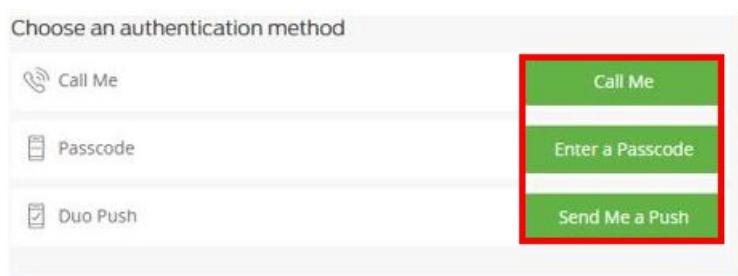 Choose an authentication method
Call Me Call Me
Passcode Enter a Passcode
Duo Push Send Me a Push